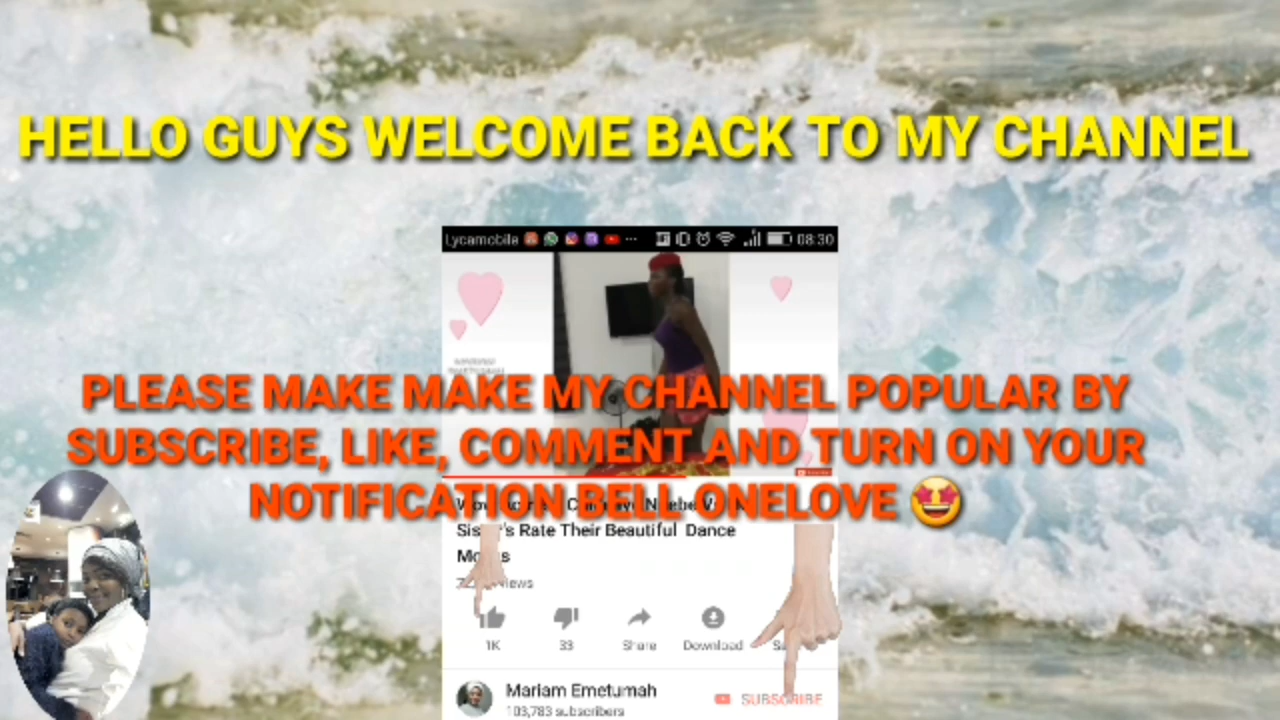 HELLO GUYS WELCOME BACK TO MY CHANNEL
Lycamobile 08:30
PLEASE MAKE MAKE MY CHANNEL POPULAR BY
SUBSCRIBE, LIKE, COMMENT AND TURN ON YOUR
NOTIFICATION BELL ONELOVE 🤩
Rate Their Beautiful Dance
1K 33 Share Download
Mariam Emetumah
SUBSCRIBE
103,783 subscribers